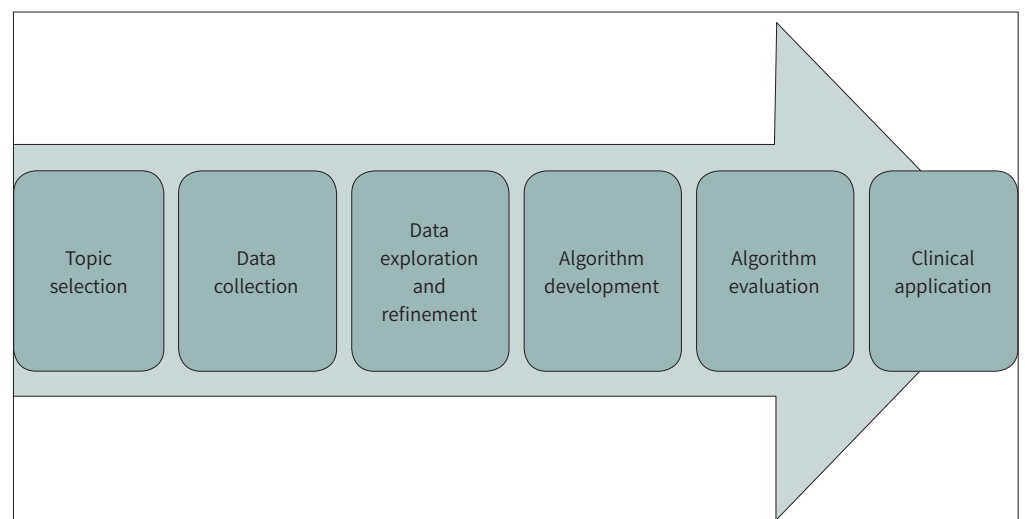 Topic
selection
Data
collection
Data
exploration
and
refinement
Algorithm
development
Algorithm
evaluation
Clinical
application